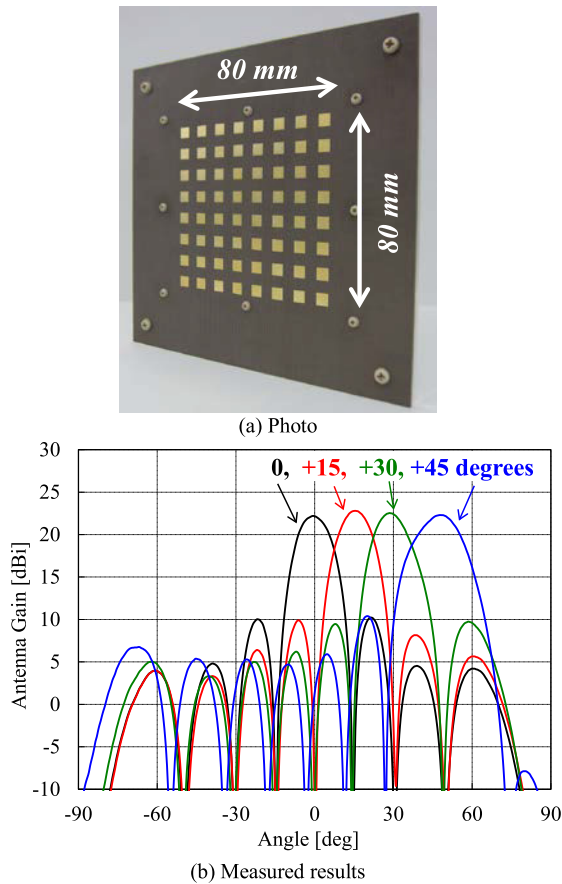 80 mm
80 mm
(a) Photo
0, +15, +30, +45 degrees
30
25
20
15
10
5
0
-5
-10
-90 -60 -30 0 30 60 90
Antenna Gain [dBi]
Angle [deg]
(b) Measured results